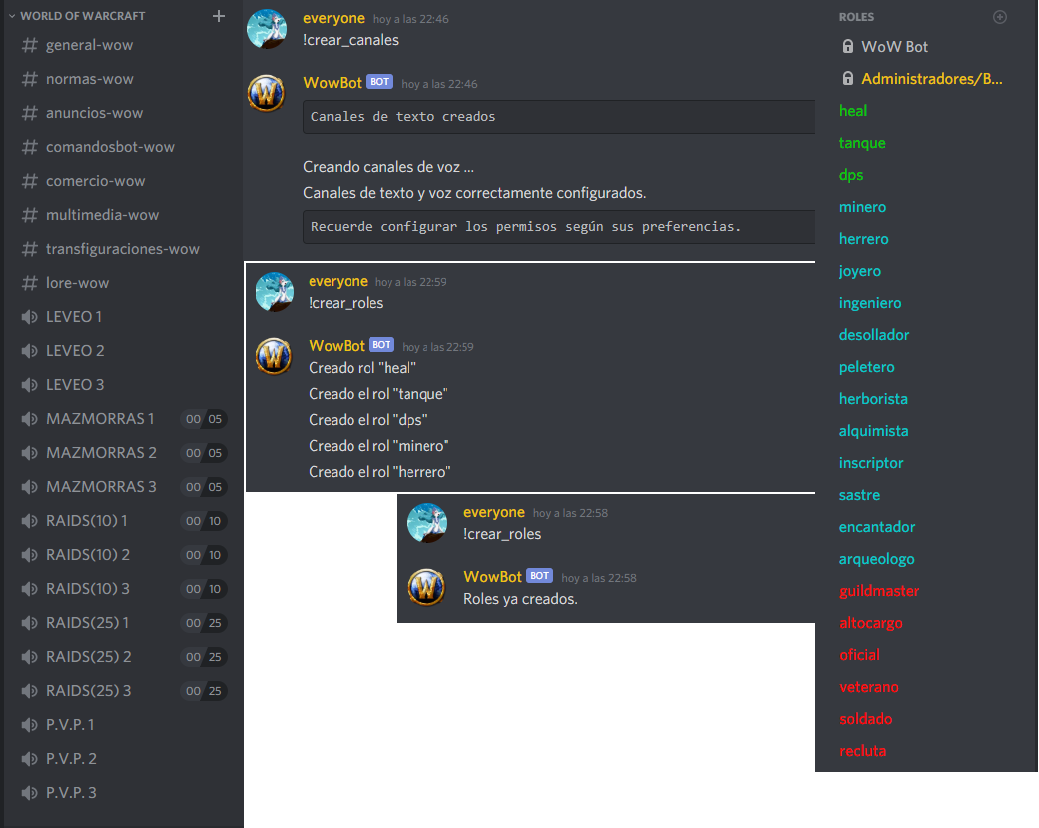 WORLD OF WARCRAFT
# general-wow
# normas-wow
# anuncios-wow
# comandosbot-wow
# comercio-wow
# multimedia-wow
# transfiguraciones-wow
# lore-wow
LEVEO 1
LEVEO 2
LEVEO 3
MAZMORRAS 1 00 05
MAZMORRAS 2 00 05
MAZMORRAS 3 00 05
RAIDS(10) 1 00 10
RAIDS(10) 2 00 10
RAIDS(10) 3 00 10
RAIDS(25) 1 00 25
RAIDS(25) 2 00 25
RAIDS(25) 3 00 25
P.V.P. 1
P.V.P. 2
P.V.P. 3
everyone hoy a las 22:46
!crear_canales
WowBot BOT hoy a las 22:46
Canales de texto creados
Creando canales de voz ...
Canales de texto y voz correctamente configurados.
Recuerde configurar los permisos según sus preferencias.
everyone hoy a las 22:59
!crear_roles
WowBot BOT hoy a las 22:59
Creado rol "heal"
Creado el rol "tanque"
Creado el rol "dps"
Creado el rol "minero"
Creado el rol "herrero"
everyone hoy a las 22:58
!crear_roles
WowBot BOT hoy a las 22:58
Roles ya creados.
ROLES
WoW Bot
Administradores/B...
heal
tanque
dps
minero
herrero
joyero
ingeniero
desollador
peletero
herborista
alquimista
inscriptor
sastre
encantador
arqueologo
guildmaster
altocargo
oficial
veterano
soldado
recluta